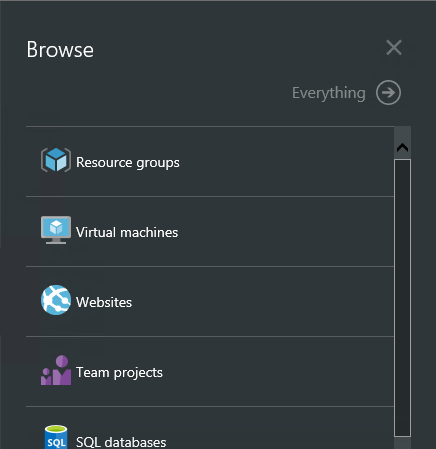 Browse
Everything
Resource groups
Virtual machines
Websites
Team projects
SQL SQL databases